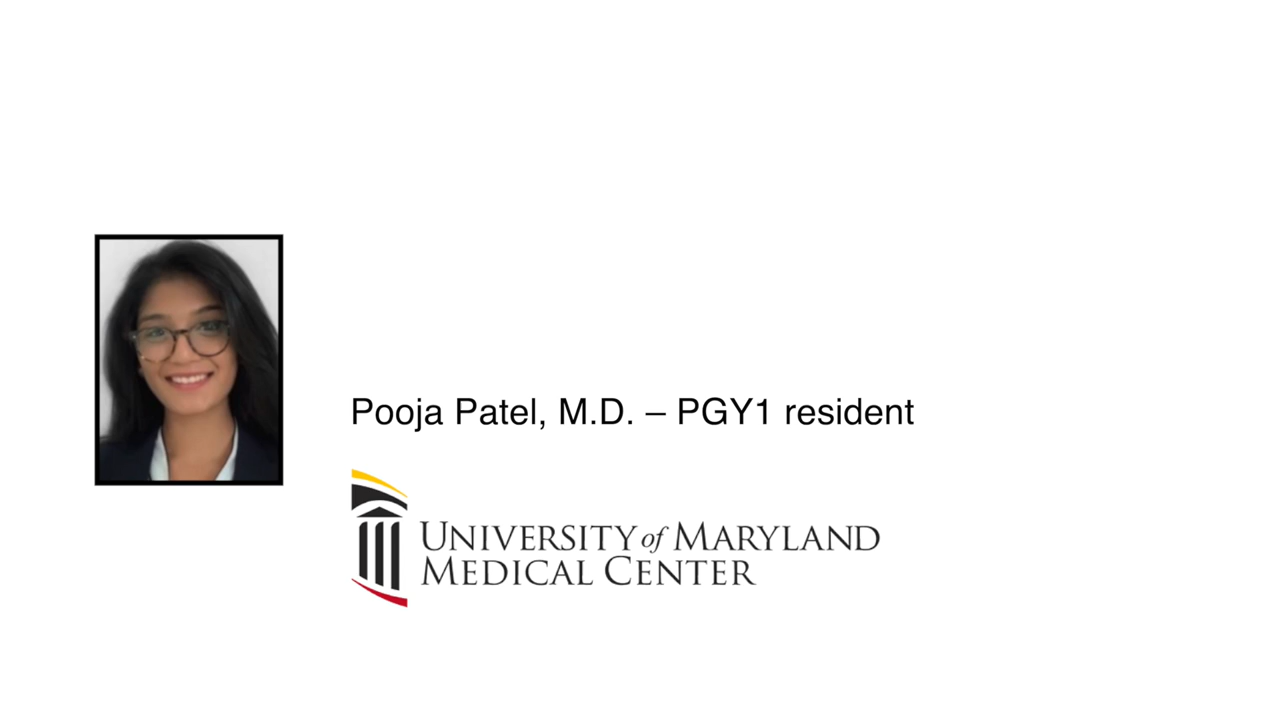 Pooja Patel, M.D. – PGY1 resident
UNIVERSITY of MARYLAND
MEDICAL CENTER